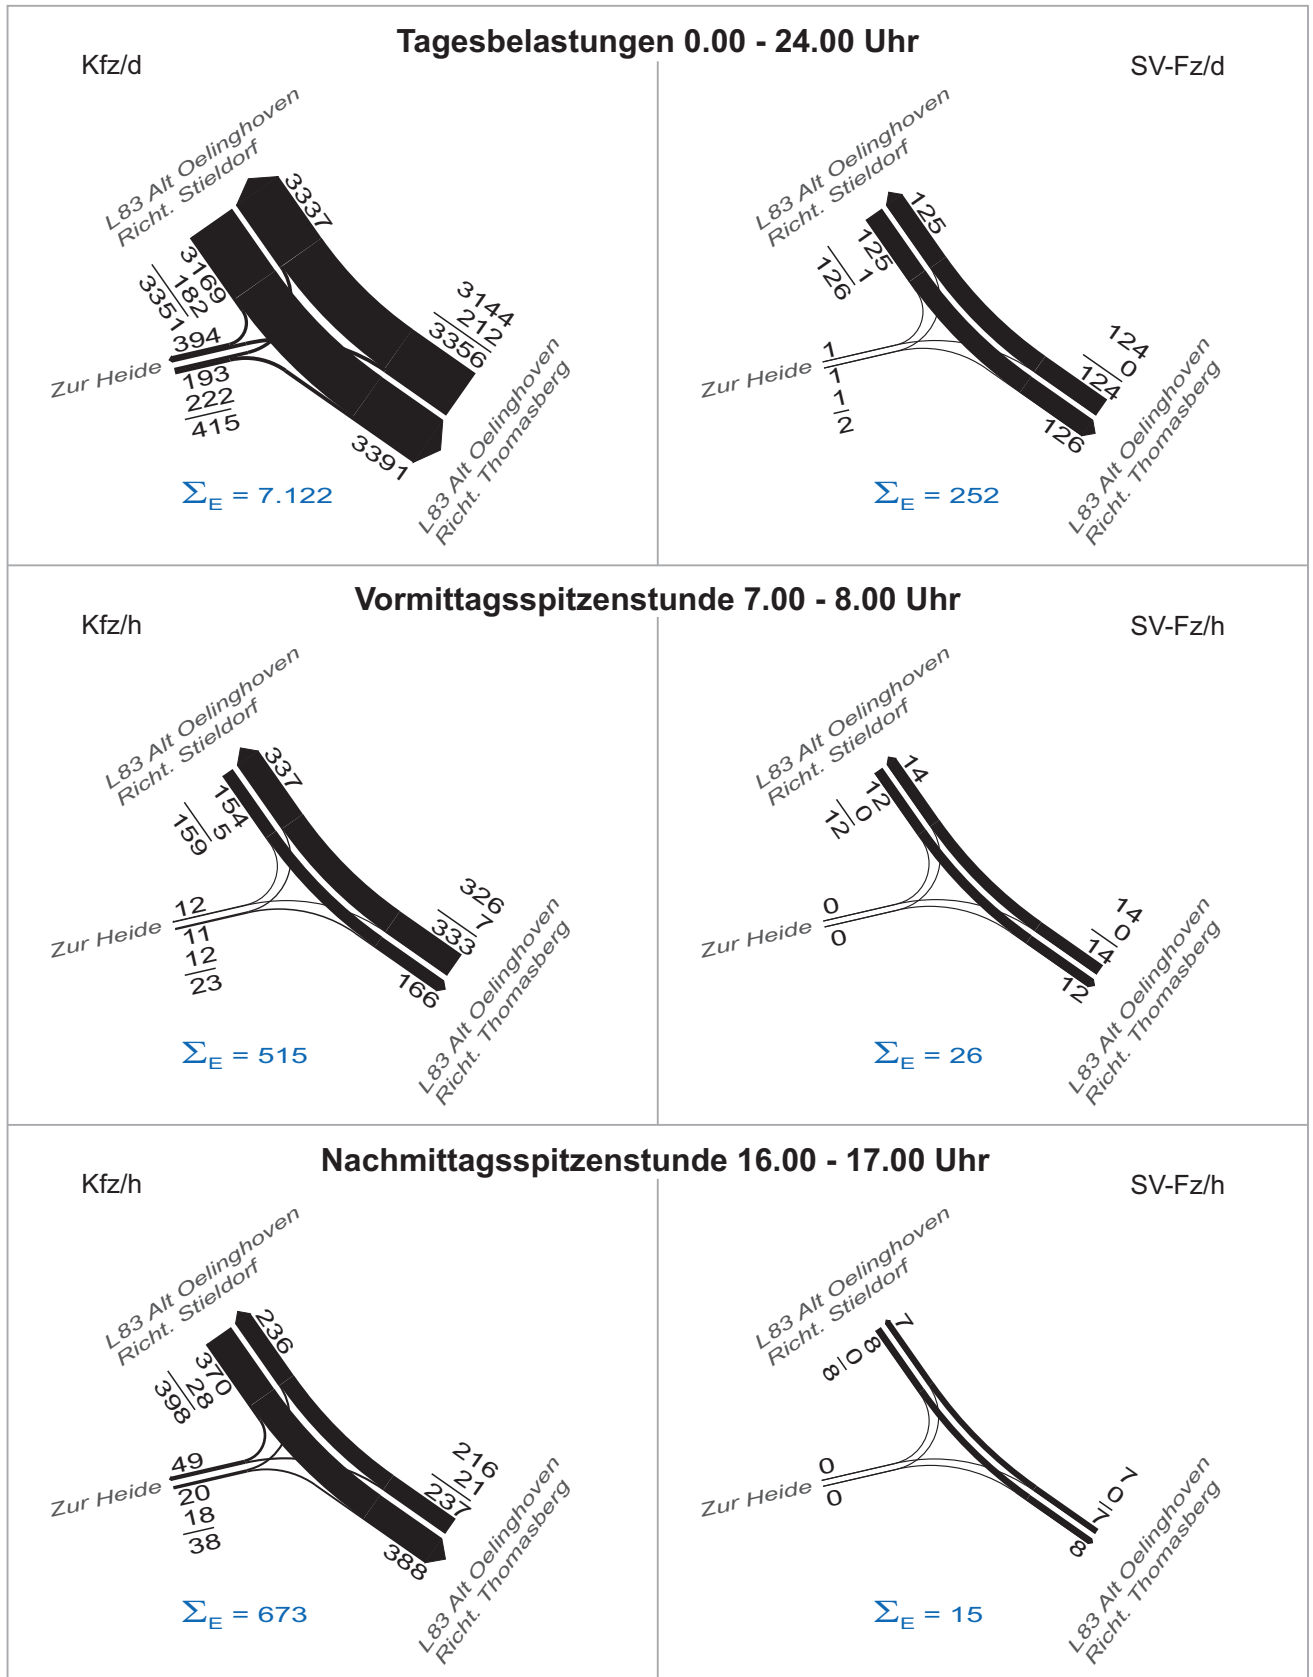 Tagesbelastungen 0.00 - 24.00 Uhr
Kfz/d
SV-Fz/d
L83 Alt Oelinghoven
Richt. Stieldorf
3337
3169
182
3351
394
Zur Heide
193
222
415
3144
212
3356
3391
L83 Alt Oelinghoven
Richt. Thomasberg
ΣE = 7.122
L83 Alt Oelinghoven
Richt. Stieldorf
125
125
1
126
1
Zur Heide
1
1
2
124
0
124
126
L83 Alt Oelinghoven
Richt. Thomasberg
ΣE = 252
Vormittagsspitzenstunde 7.00 - 8.00 Uhr
Kfz/h
SV-Fz/h
L83 Alt Oelinghoven
Richt. Stieldorf
337
154
5
159
12
Zur Heide
11
12
23
326
7
333
166
L83 Alt Oelinghoven
Richt. Thomasberg
ΣE = 515
L83 Alt Oelinghoven
Richt. Stieldorf
14
12
0
12
0
Zur Heide
0
14
0
14
12
L83 Alt Oelinghoven
Richt. Thomasberg
ΣE = 26
Nachmittagsspitzenstunde 16.00 - 17.00 Uhr
Kfz/h
SV-Fz/h
L83 Alt Oelinghoven
Richt. Stieldorf
236
370
28
398
49
Zur Heide
20
18
38
216
21
237
388
L83 Alt Oelinghoven
Richt. Thomasberg
ΣE = 673
L83 Alt Oelinghoven
Richt. Stieldorf
7
8
0
8
0
Zur Heide
0
7
0
7
8
L83 Alt Oelinghoven
Richt. Thomasberg
ΣE = 15